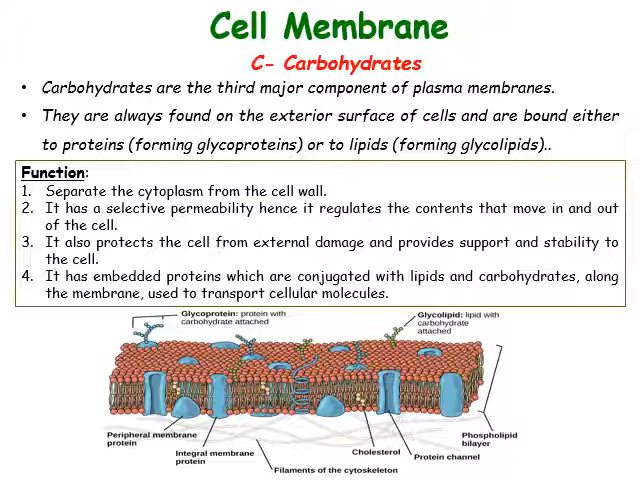 Cell Membrane
C- Carbohydrates
• Carbohydrates are the third major component of plasma membranes.
• They are always found on the exterior surface of cells and are bound either
to proteins (forming glycoproteins) or to lipids (forming glycolipids)..
Function:
1. Separate the cytoplasm from the cell wall.
2. It has a selective permeability hence it regulates the contents that move in and out
of the cell.
3. It also protects the cell from external damage and provides support and stability to
the cell.
4. It has embedded proteins which are conjugated with lipids and carbohydrates, along
the membrane, used to transport cellular molecules.
Glycoprotein: protein with
carbohydrate attached
Glycolipid: lipid with
carbohydrate
attached
Peripheral membrane
protein
Integral membrane
protein
Filaments of the cytoskeleton
Cholesterol
Protein channel
Phospholipid
bilayer